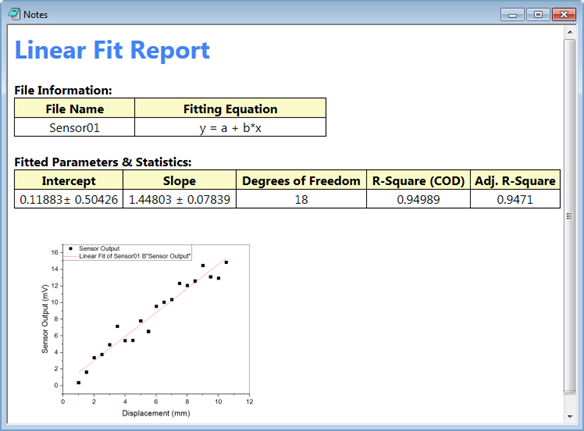 Notes
Linear Fit Report
File Information:
File Name Fitting Equation
Sensor01 y = a + b*x
Fitted Parameters & Statistics:
Intercept Slope Degrees of Freedom R-Square (COD) Adj. R-Square
0.11883± 0.50426 1.44803 ± 0.07839 18 0.94989 0.9471
Sensor Output
Linear Fit of Sensor01 B"Sensor Output"
16
14
12
10
8
6
4
2
0
Sensor Output (mV)
0 2 4 6 8 10 12
Displacement (mm)